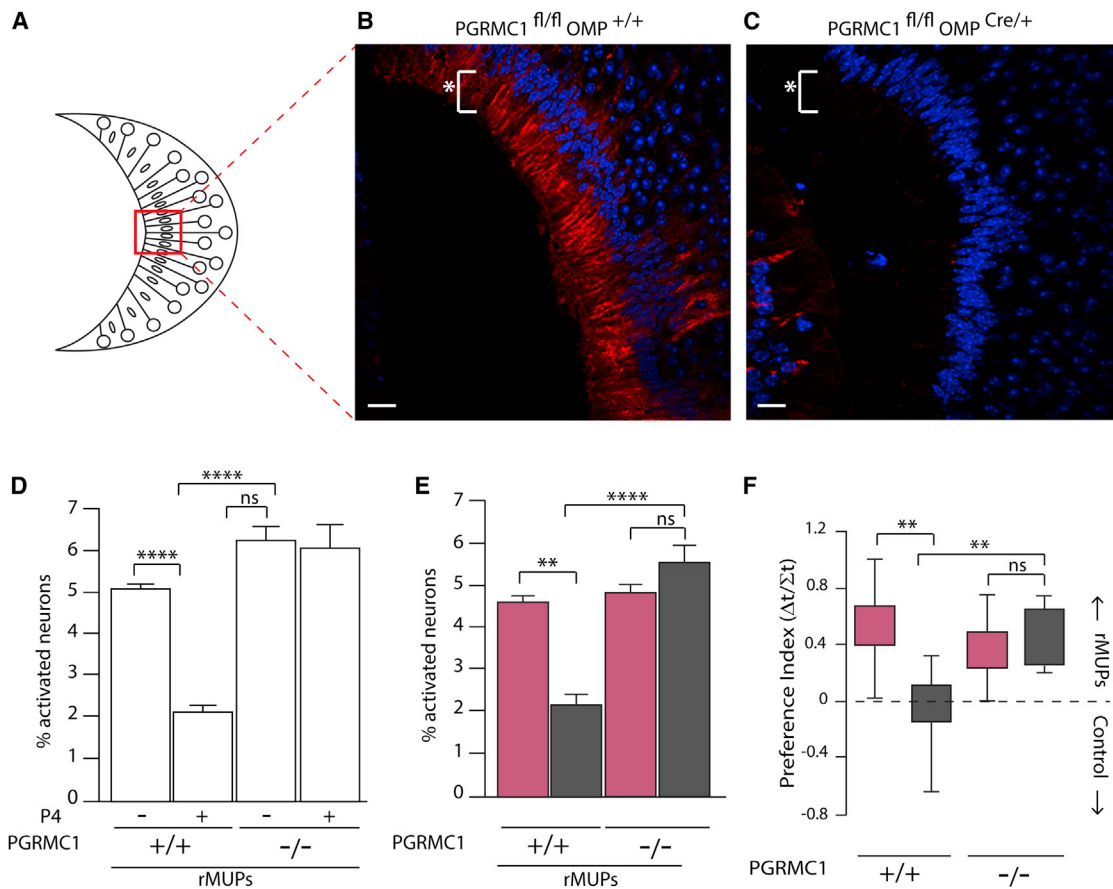 A
B
PGRMC1 fl/fl OMP +/+
C
PGRMC1 fl/fl OMP Cre/+
*
*
D
****
ns
****
% activated neurons
7
6
5
4
3
2
1
0
P4 - + - +
PGRMC1 +/+ -/-
rMUPs
E
****
ns
**
% activated neurons
7
6
5
4
3
2
1
0
PGRMC1 +/+ -/-
rMUPs
F
**
**
ns
Preference Index (Δt/Σt)
1.2
0.8
0.4
0
-0.4
-0.8
← Control rMUPs →
PGRMC1 +/+ -/-